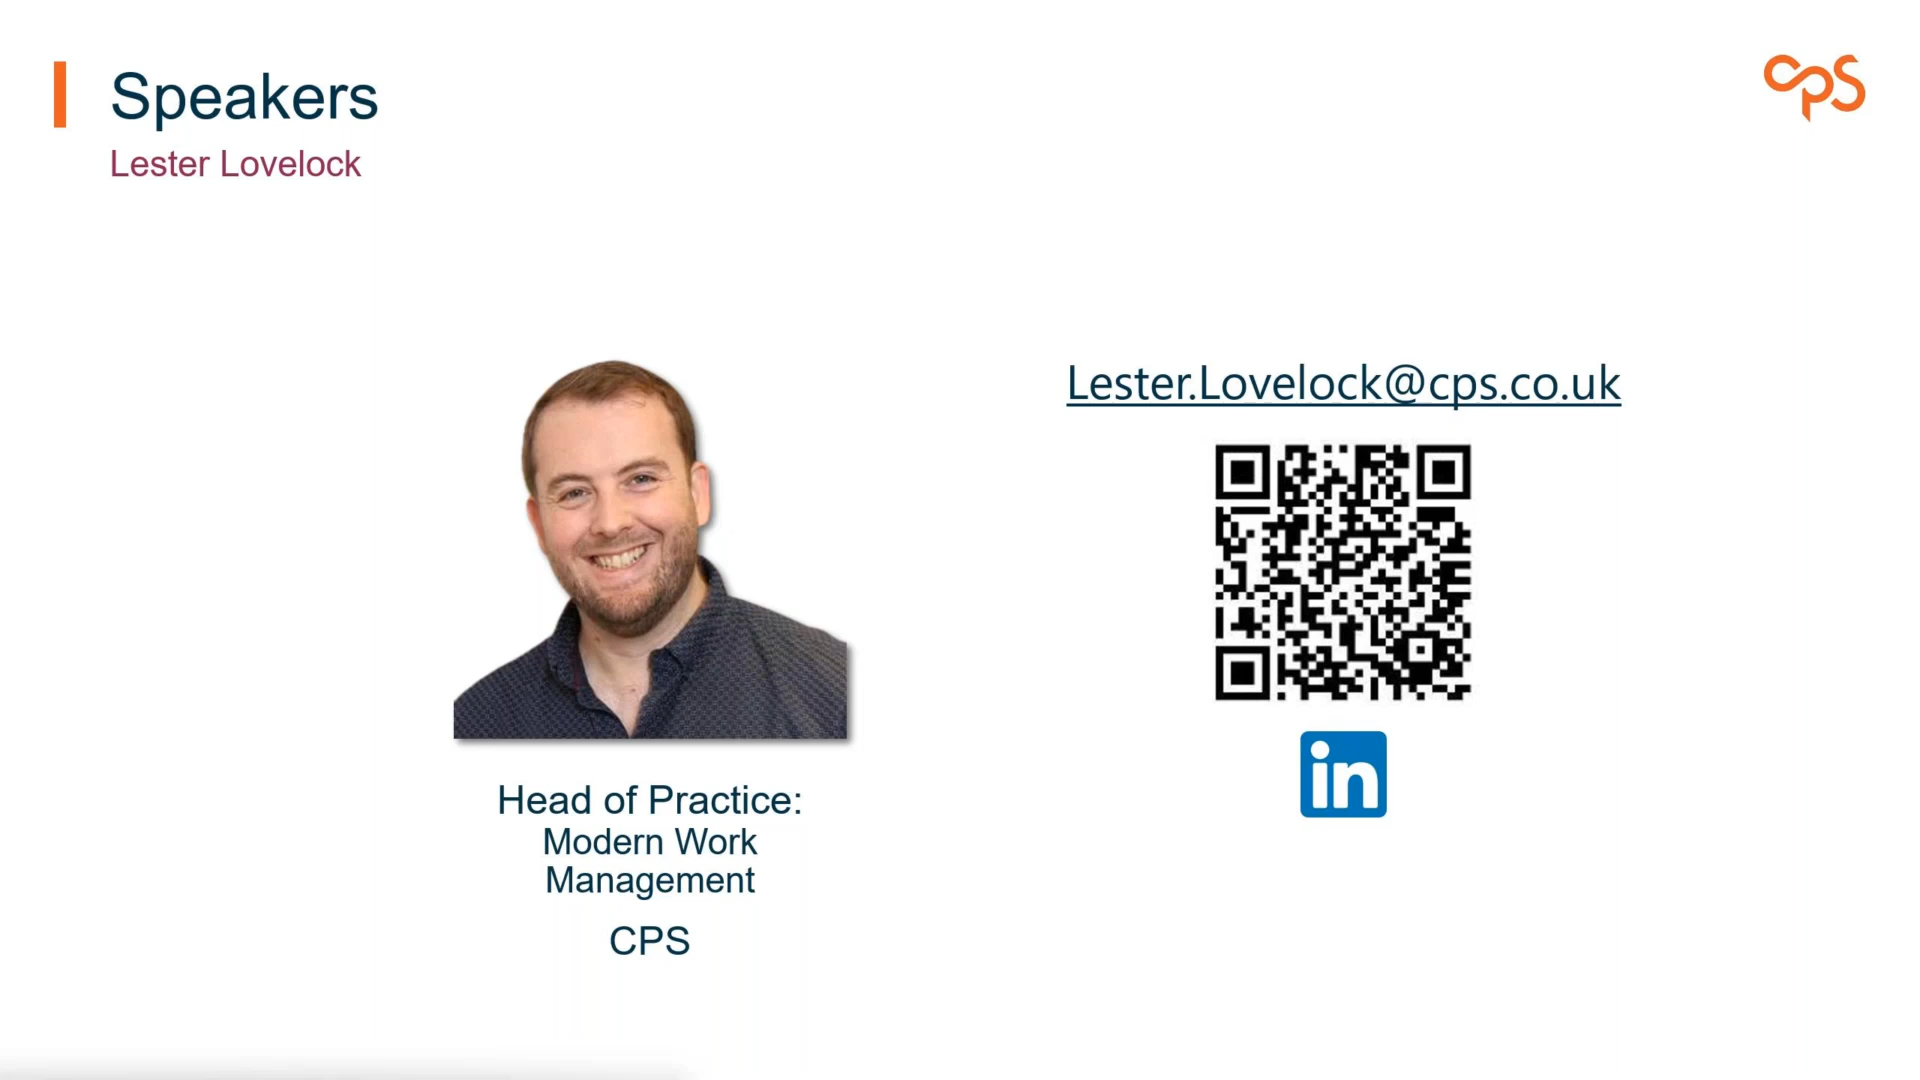 Speakers
cps
Lester Lovelock
Lester.Lovelock@cps.co.uk
in
Head of Practice:
Modern Work
Management
CPS